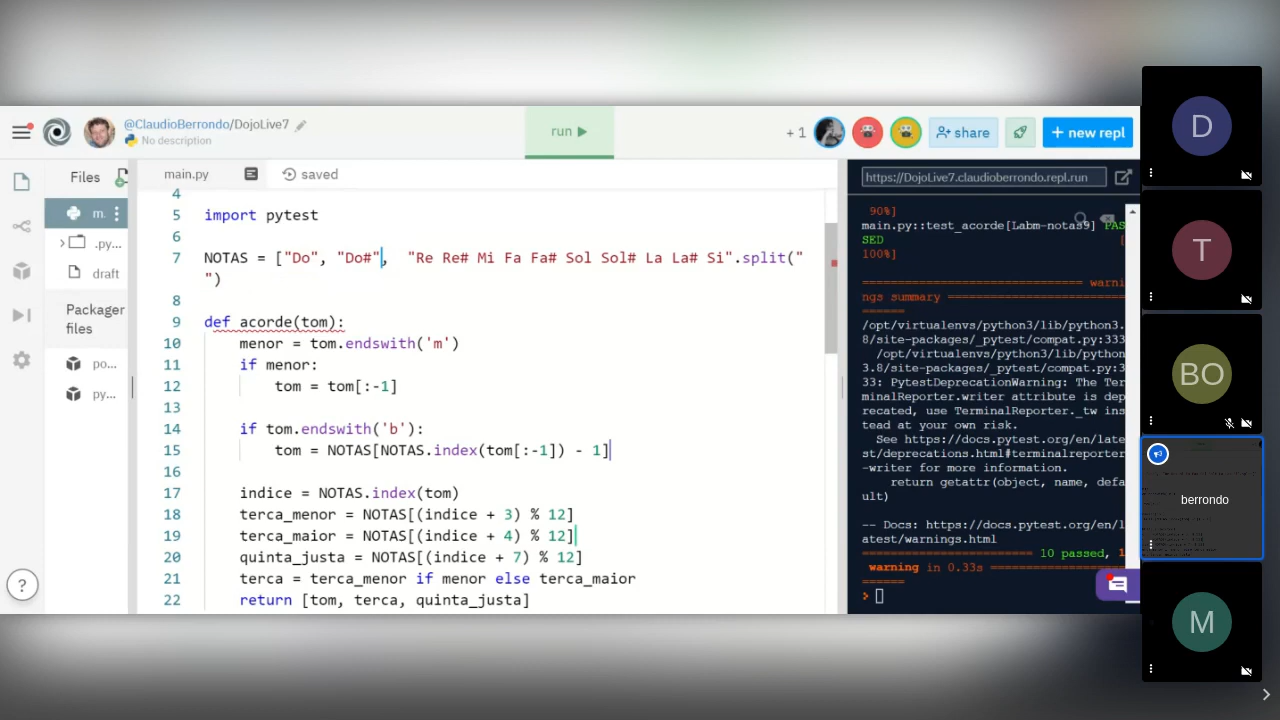 @ClaudioBerrondo/DojoLive7
No description
run
+ 1
share
+ new repl
Files
main.py
saved
https://DojoLive7.claudioberrondo.repl.run
m.
.py...
draft
Packager
files
po...
py...
4
5 import pytest
6
7 NOTAS = ["Do", "Do#", "Re Re# Mi Fa Fa# Sol Sol# La La# Si".split("
")
8
9 def acorde(tom):
10 menor = tom.endswith('m')
11 if menor:
12 tom = tom[:-1]
13
14 if tom.endswith('b'):
15 tom = NOTAS[NOTAS.index(tom[:-1]) - 1]
16
17 indice = NOTAS.index(tom)
18 terca_menor = NOTAS[(indice + 3) % 12]
19 terca_maior = NOTAS[(indice + 4) % 12]
20 quinta_justa = NOTAS[(indice + 7) % 12]
21 terca = terca_menor if menor else terca_maior
22 return [tom, terca, quinta_justa]
?
90%]
main.py::test_acorde[Labm-notas9] PAS
SED [
100%]
=============================== warni
ngs summary =========================
======
/opt/virtualenvs/python3/lib/python3.
8/site-packages/_pytest/compat.py:333
/opt/virtualenvs/python3/lib/python
3.8/site-packages/_pytest/compat.py:3
33: PytestDeprecationWarning: The Ter
minalReporter.writer attribute is dep
recated, use TerminalReporter._tw ins
tead at your own risk.
See https://docs.pytest.org/en/late
st/deprecations.html#terminalreporter
-writer for more information.
return getattr(object, name, defa
ult)
-- Docs: https://docs.pytest.org/en/l
atest/warnings.html
======================== 10 passed, 1
warning in 0.33s ===================
======
D
T
BO
berrondo
M